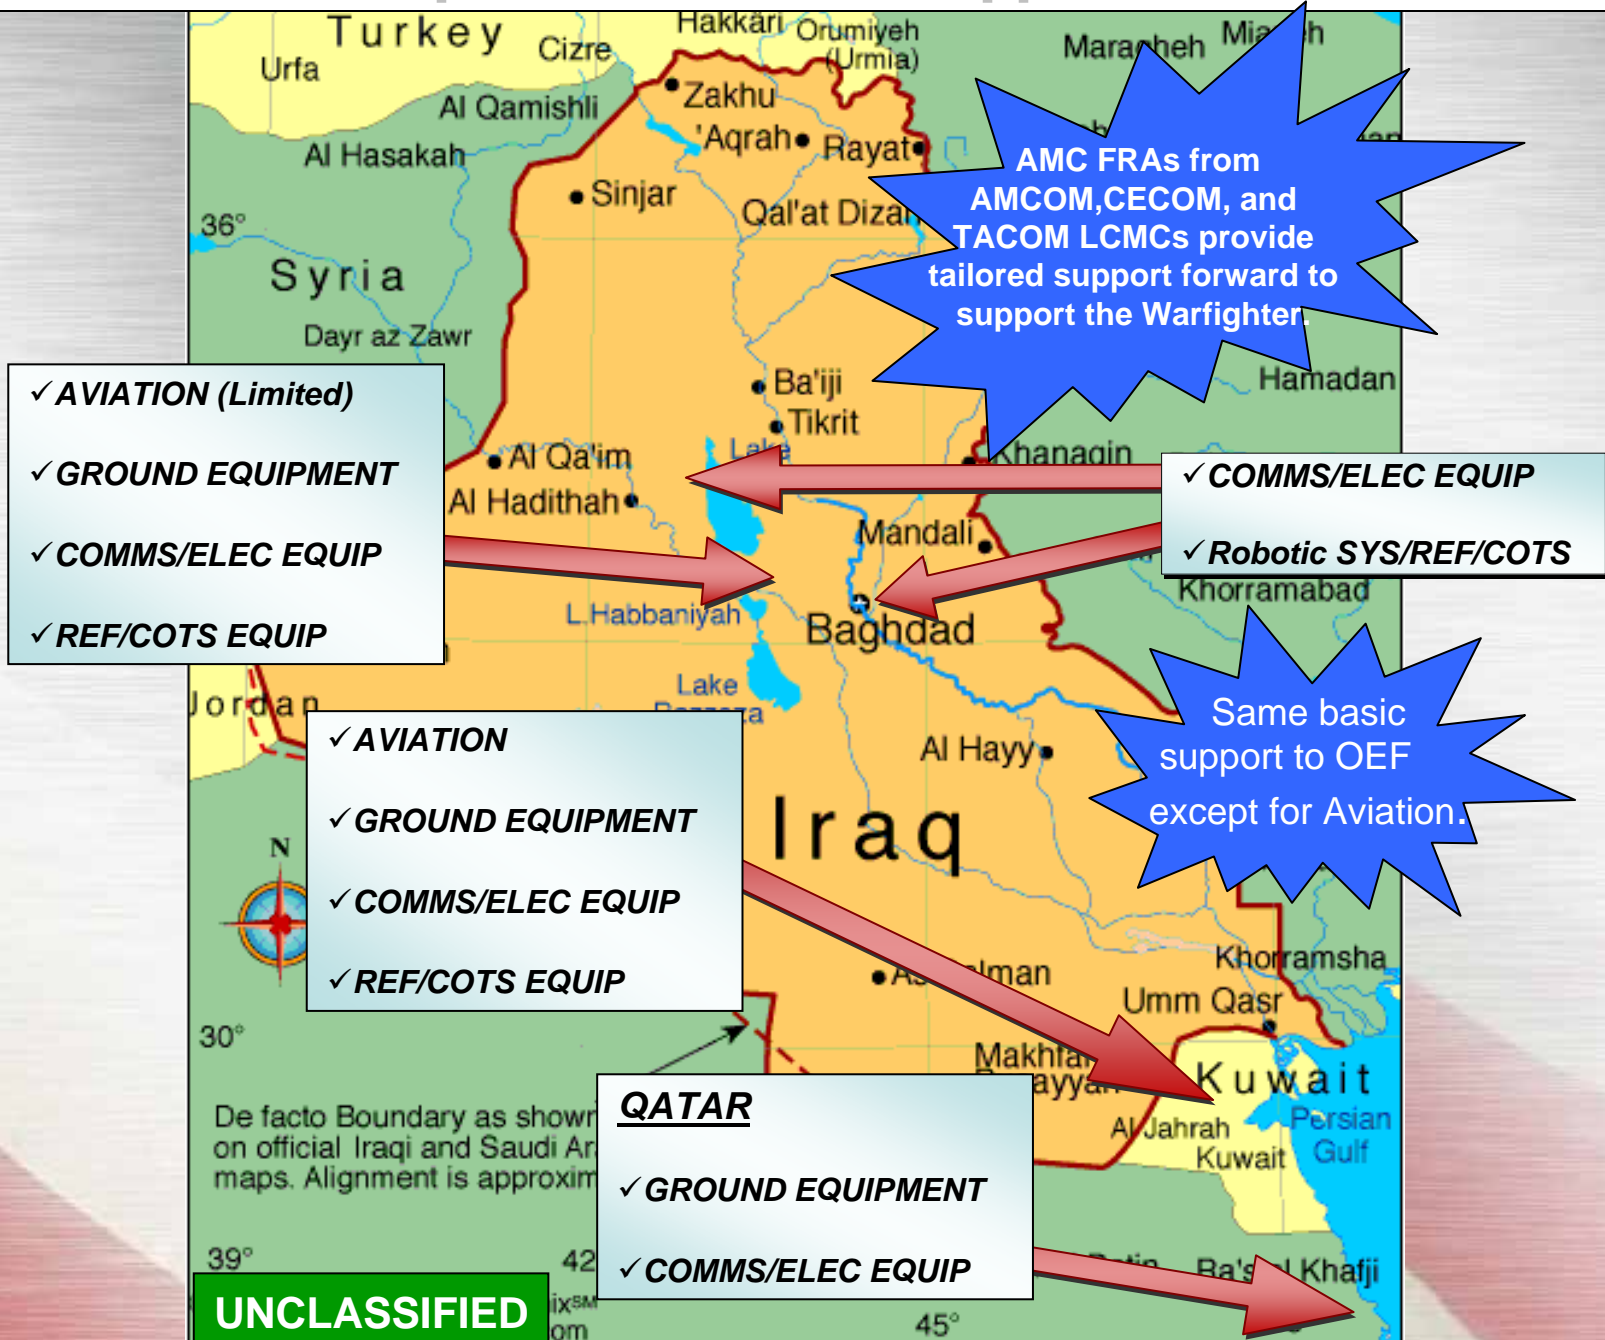 Turkey
Hakkâri
Orumiyeh
(Urmia)
Maragheh
Cizre
Urfa
Al Qamishli
Zakhu
'Aqrah
Rayat
Al Hasakah
Sinjar
Qal'at Dizah
36°
Syria
Dayr az Zawr
AMC FRAs from
AMCOM,CECOM, and
TACOM LCMCs provide
tailored support forward to
support the Warfighter.
Ba'iji
Hamadan
Tikrit
Al Qa'im
Lake
Khanaqin
Al Hadithah
Mandali
✓AVIATION (Limited)
✓GROUND EQUIPMENT
✓COMMS/ELEC EQUIP
✓REF/COTS EQUIP
✓COMMS/ELEC EQUIP
✓Robotic SYS/REF/COTS
Khorramabad
L.Habbaniyah
Baghdad
Lake
Jordan
Same basic
support to OEF
except for Aviation.
Al Hayy
✓AVIATION
✓GROUND EQUIPMENT
✓COMMS/ELEC EQUIP
✓REF/COTS EQUIP
Iraq
N
Khorramsha
Umm Qasr
30°
Kuwait
Al Jahrah
Kuwait
Persian
Gulf
De facto Boundary as shown
on official Iraqi and Saudi
maps. Alignment is
QATAR
✓GROUND EQUIPMENT
✓COMMS/ELEC EQUIP
Ra's al Khafji
39°
42
45°
UNCLASSIFIED